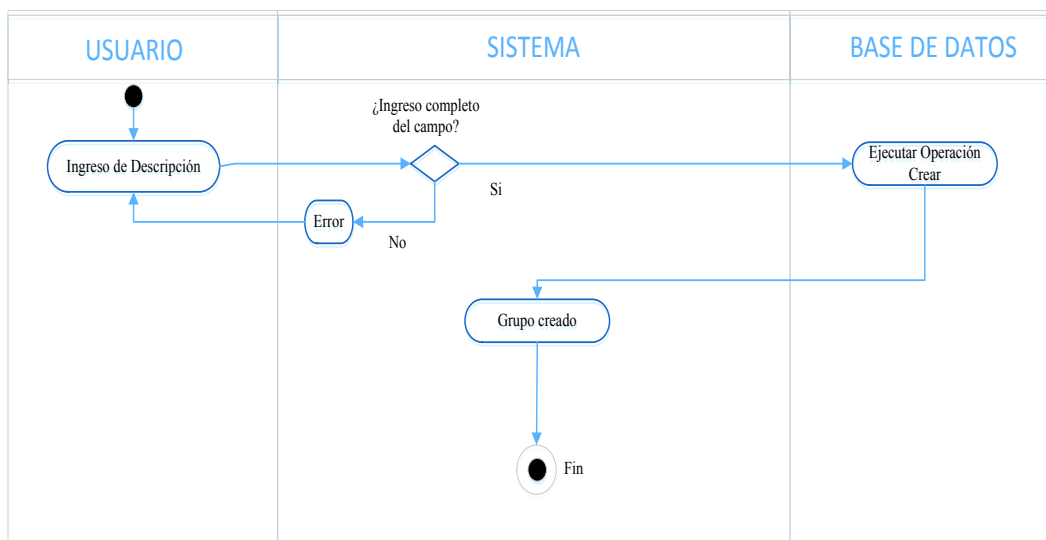 USUARIO
SISTEMA
BASE DE DATOS
¿Ingreso completo
del campo?
Ingreso de Descripción
Ejecutar Operación
Crear
Si
Error
No
Grupo creado
Fin